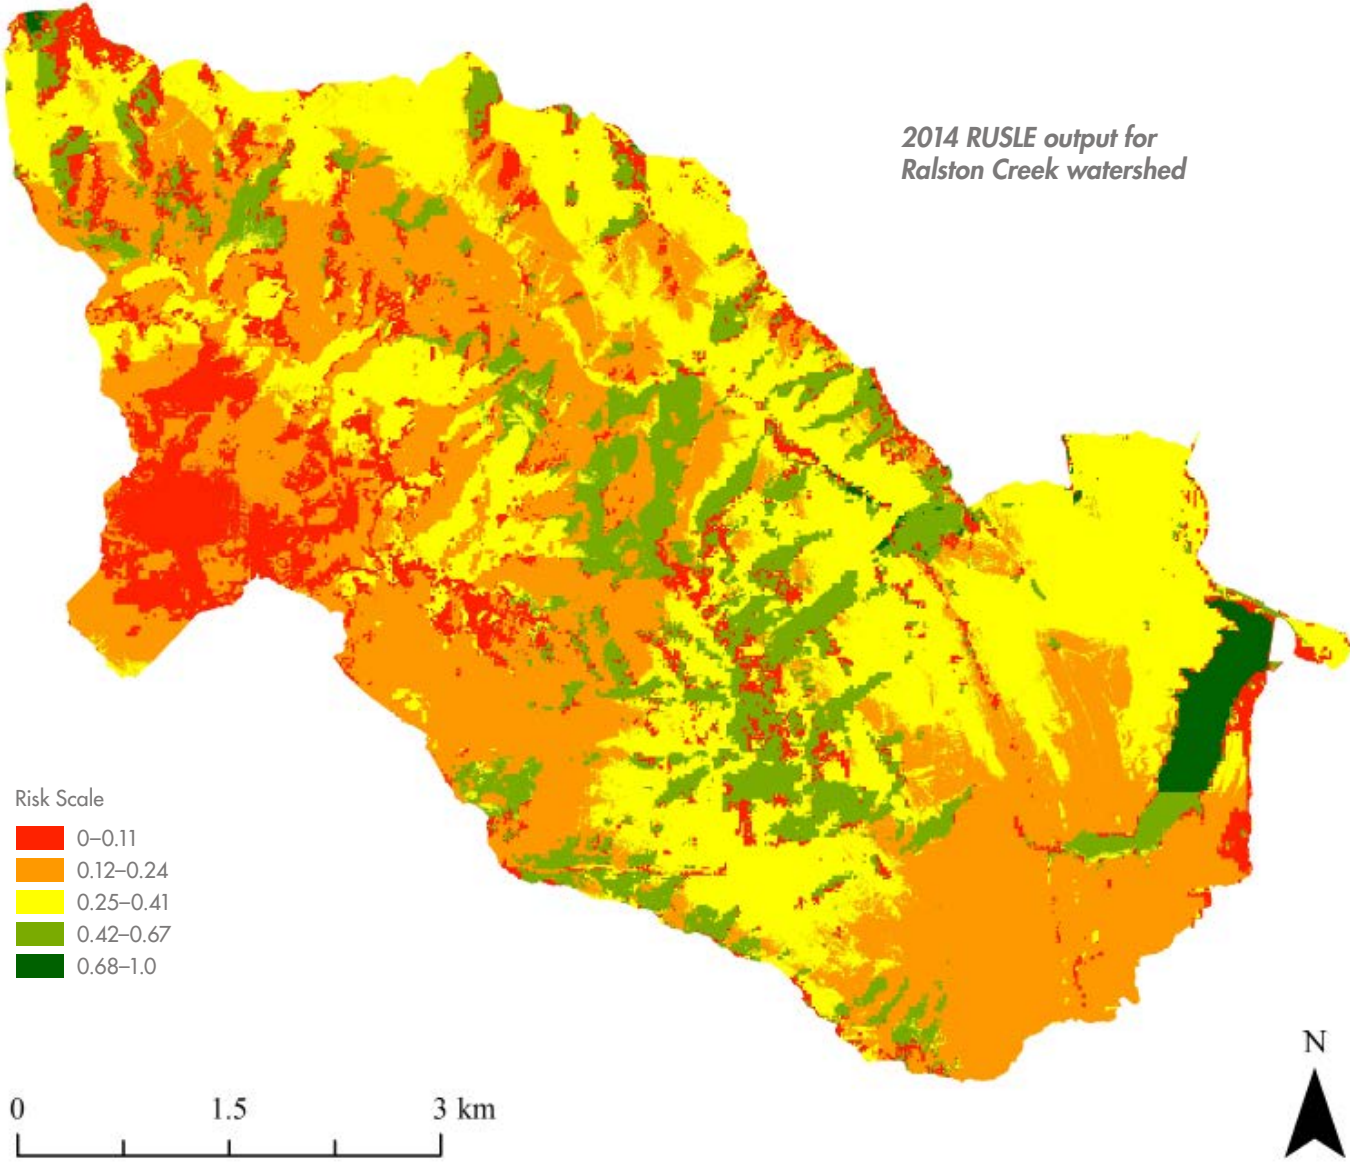 2014 RUSLE output for
Ralston Creek watershed
Risk Scale
0–0.11
0.12–0.24
0.25–0.41
0.42–0.67
0.68–1.0
0 1.5 3 km
N